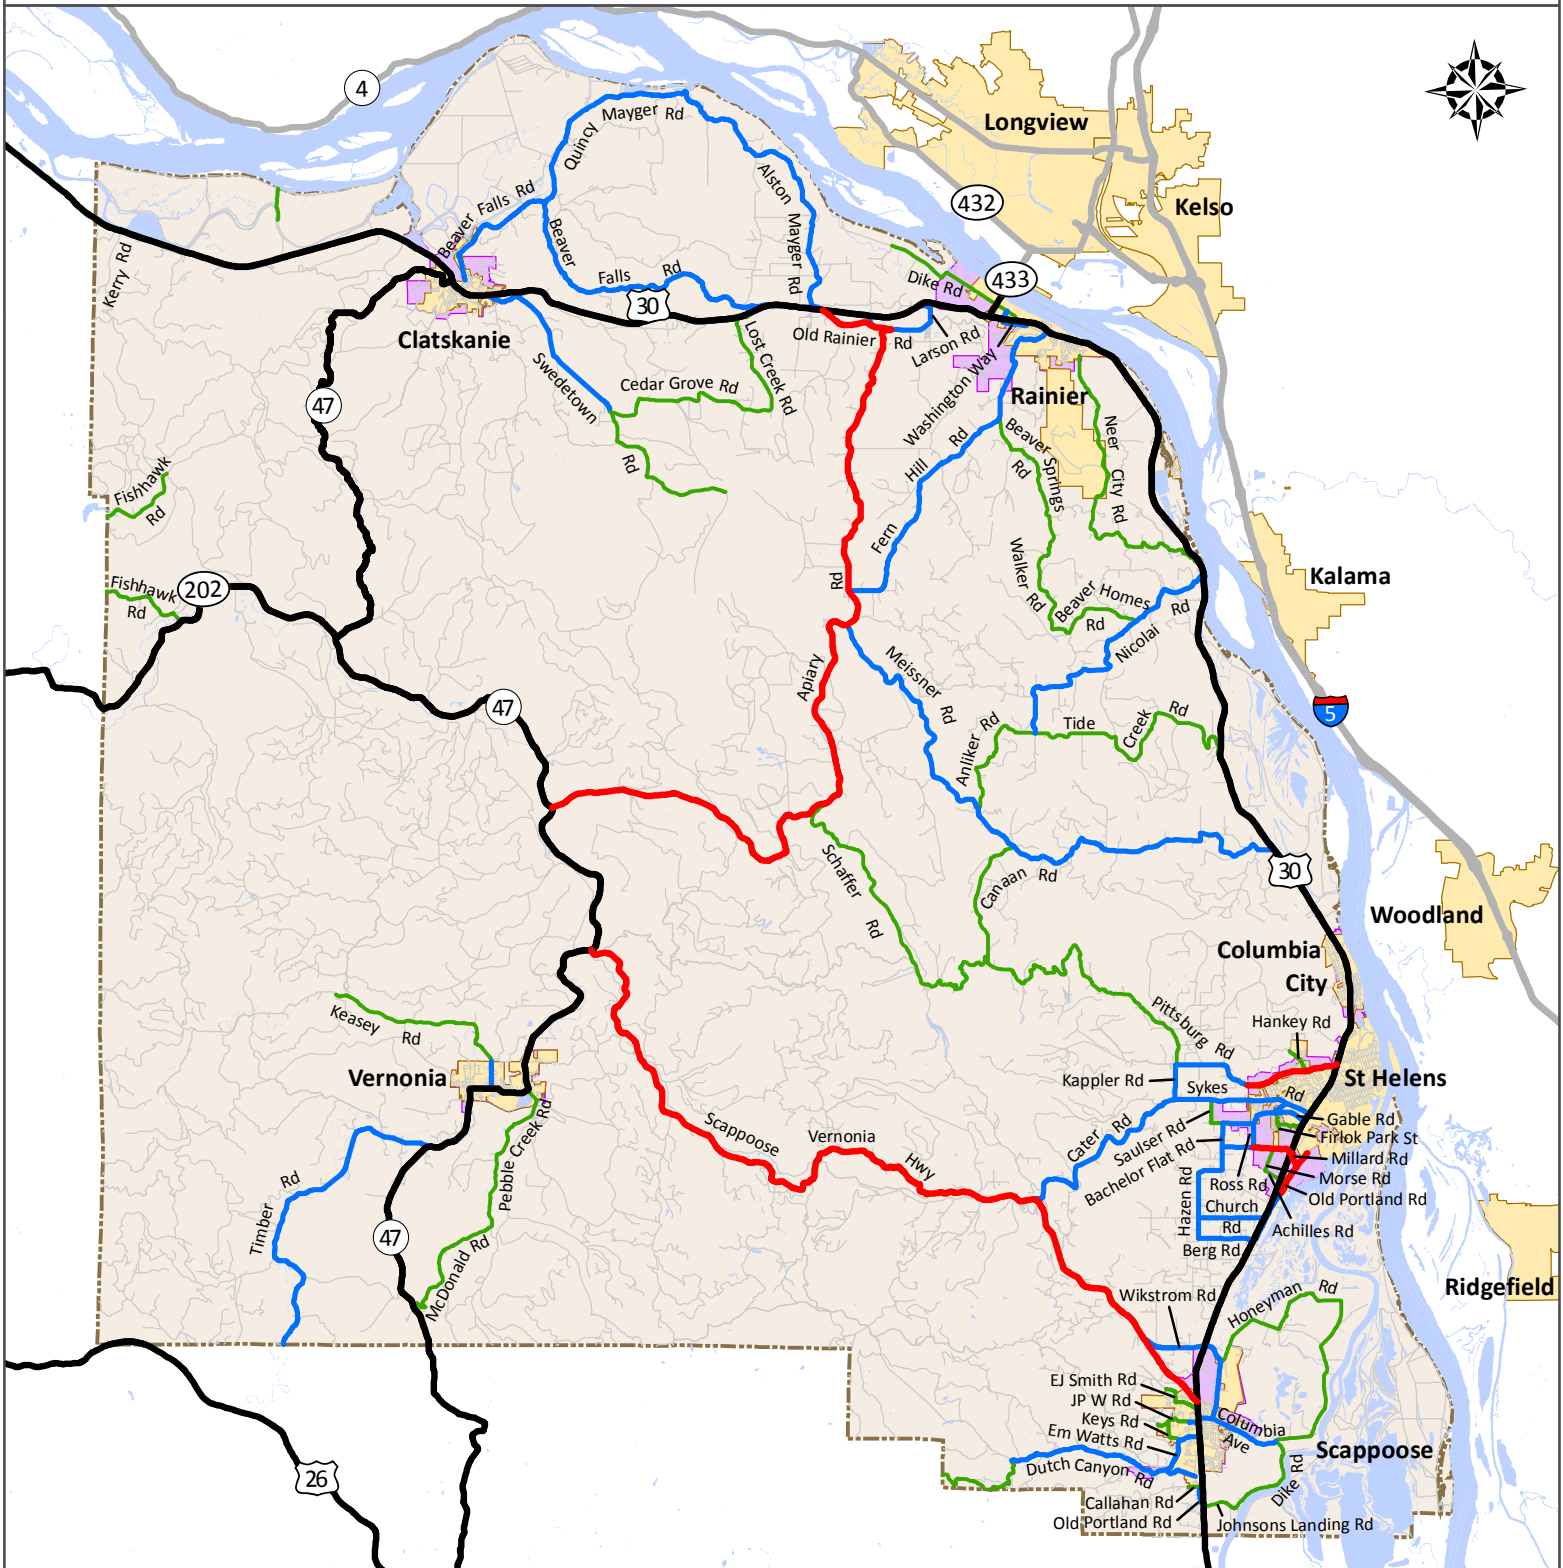 4
Longview
432
Kelso
433
Quincy
Mayger
Rd
Alston
Mayger
Rd
Beaver
Falls
Rd
Beaver
Falls
Rd
30
Kerry Rd
Clatskanie
Dike Rd
Old Rainier
Rd
Larson Rd
Washington Way
Rainier
Lost Creek Rd
Cedar Grove Rd
Swedetown
Rd
47
Neer
City Rd
Beaver Springs
Rd
Hill
Rd
Fern
Fishhawk
Rd
Fishhawk
Rd
202
Walker Rd
Beaver
Homes
Rd
Nicolai
Rd
Kalama
Rd
Apiary
Meissner
Rd
47
5
Anliker Rd
Tide
Creek
Rd
Schaffer
Rd
Canaan
Rd
30
Woodland
Columbia
City
Keasey
Rd
Pittsburg
Rd
Hankey Rd
Vernonia
Kappler Rd
Sykes
Rd
St Helens
Gable Rd
Firlok Park St
Millard Rd
Morse Rd
Old Portland Rd
Achilles Rd
Cater
Rd
Saulser Rd
Bachelor Flat Rd
Ross Rd
Hazen Rd
Church
Rd
Berg Rd
Scappoose
Vernonia
Hwy
Pebble Creek Rd
Timber
Rd
47
McDonald Rd
Ridgefield
Wikstrom Rd
Honeyman
Rd
EJ Smith Rd
JP W Rd
Keys Rd
Em Watts Rd
Dutch Canyon Rd
Columbia
Ave
Scappoose
Dike Rd
Callahan Rd
Old Portland Rd
Johnsons Landing Rd
26